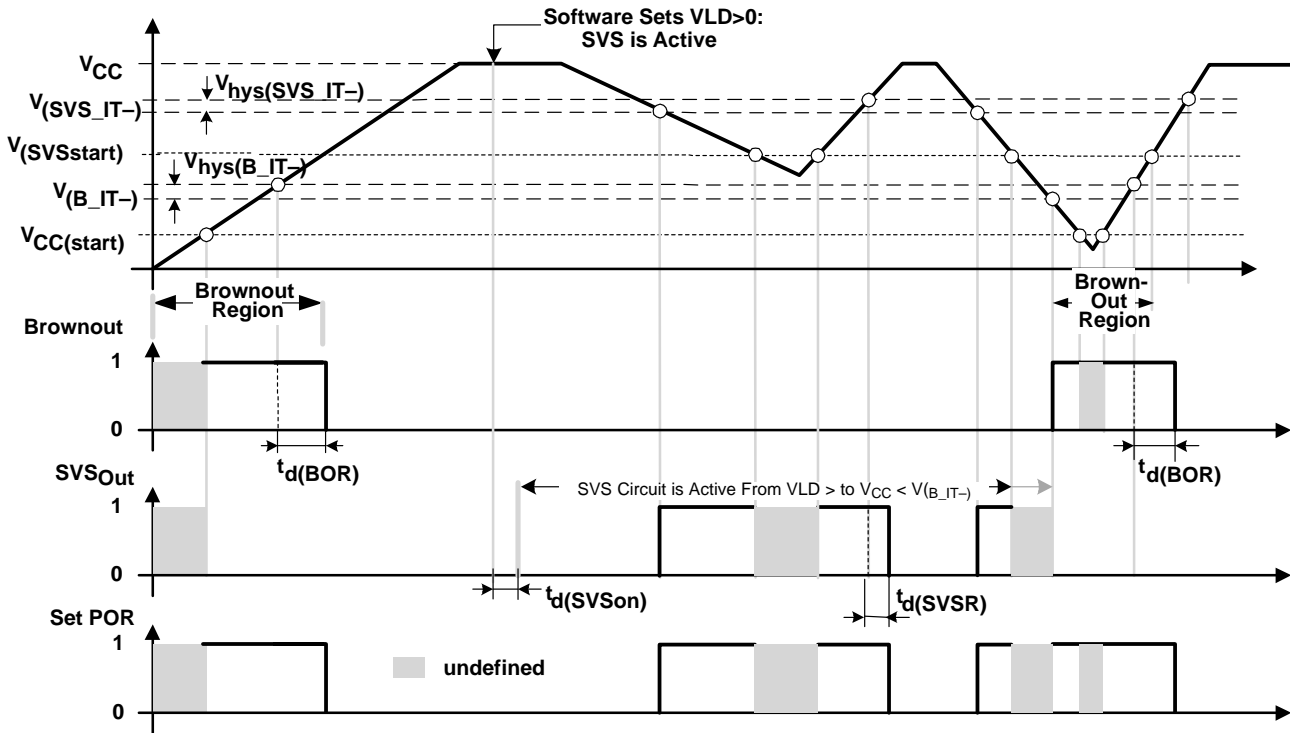 Software Sets VLD>0:
SVS is Active
VCC
Vhys(SVS_IT–)
V(SVS_IT–)
V(SVSstart)
Vhys(B_IT–)
V(B_IT–)
VCC(start)
Brownout
Region
Brown-
Out
Region
Brownout
1
0
td(BOR)
td(BOR)
SVSOut
SVS Circuit is Active From VLD > to VCC < V(B_IT–)
1
0
td(SVSon)
td(SVSR)
Set POR
1
undefined
0